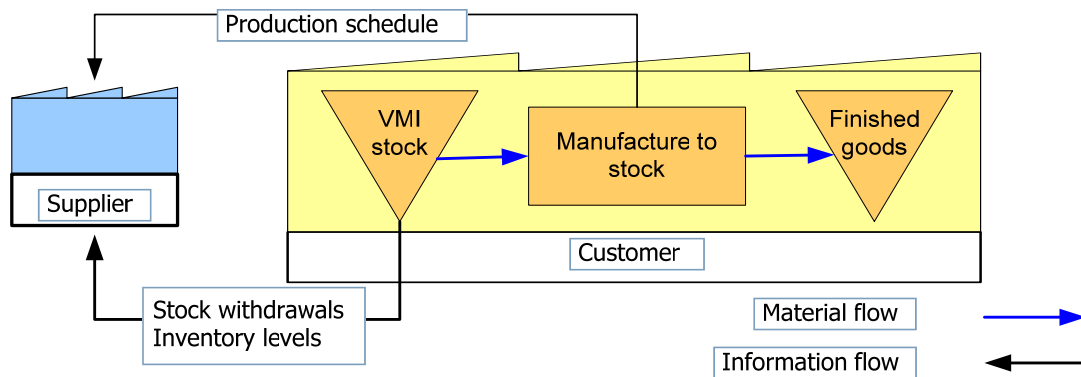 Production schedule
VMI
stock
Manufacture to
stock
Finished
goods
Supplier
Customer
Stock withdrawals
Inventory levels
Material flow
Information flow